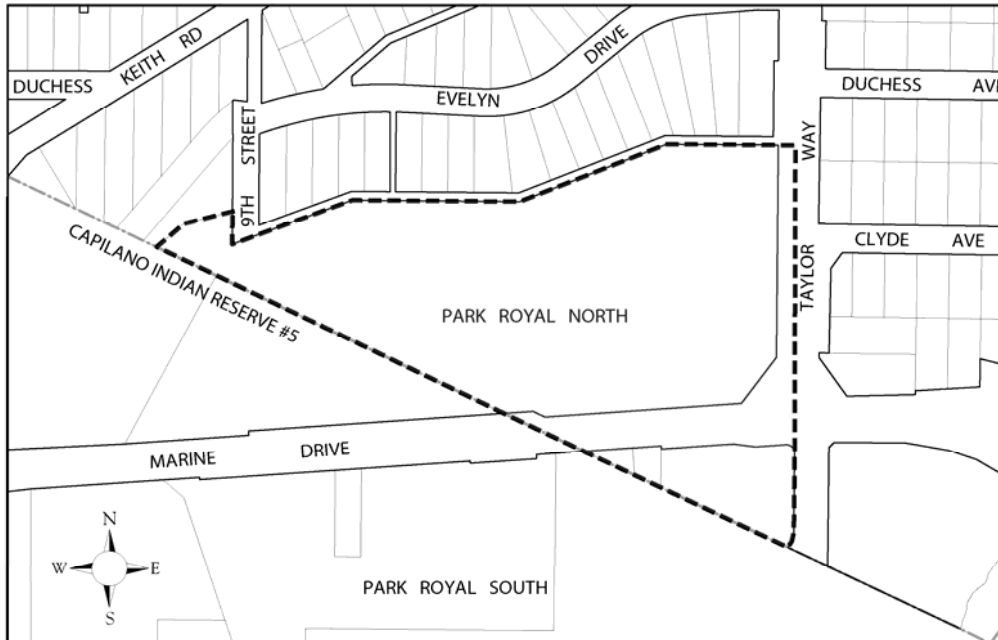 KEITH RD
DUCHESS
EVELYN
DRIVE
DUCHESS AVE
9TH STREET
TAYLOR WAY
CLYDE AVE
CAPILANO INDIAN RESERVE #5
PARK ROYAL NORTH
MARINE DRIVE
PARK ROYAL SOUTH
N
W E
S